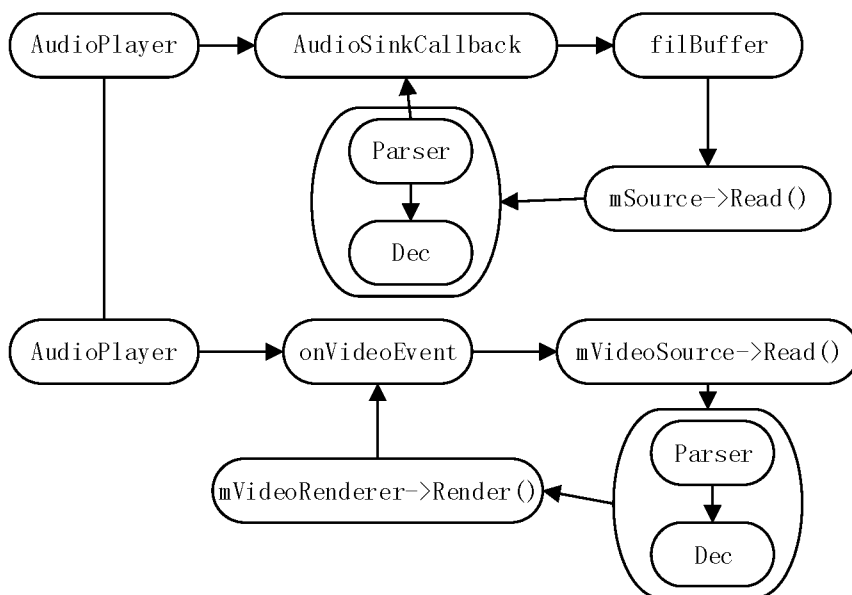 AudioPlayer
AudioSinkCallback
filBuffer
Parser
mSource->Read()
Dec
AudioPlayer
onVideoEvent
mVideoSource->Read()
Parser
mVideoRenderer->Render()
Dec